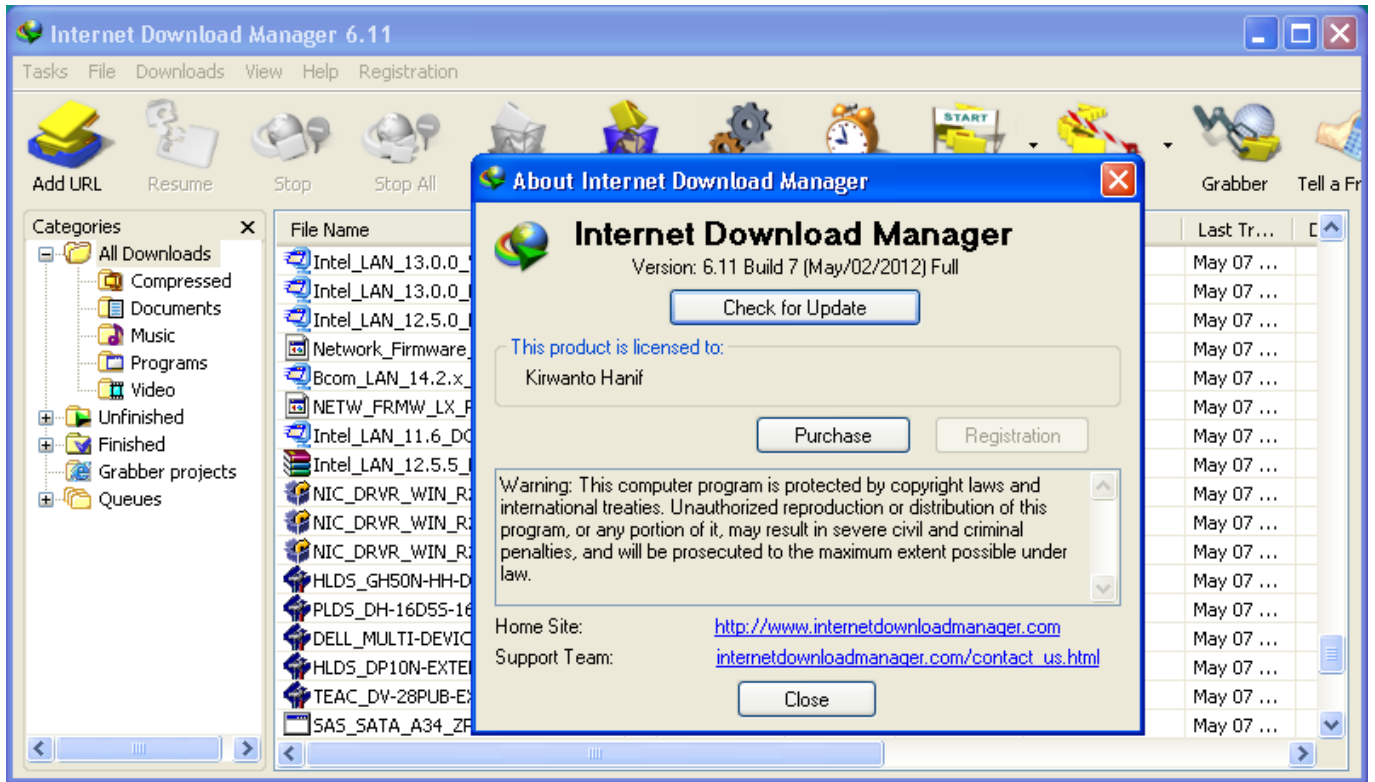 Internet Download Manager 6.11
Tasks File Downloads View Help Registration
START
Add URL Resume Stop Stop All Grabber Tell a Fr
Categories
All Downloads
Compressed
Documents
Music
Programs
Video
Unfinished
Finished
Grabber projects
Queues
File Name Last Tr...
Intel_LAN_13.0.0_ May 07 ...
Intel_LAN_13.0.0_ May 07 ...
Intel_LAN_12.5.0_ May 07 ...
Network_Firmware_ May 07 ...
Bcom_LAN_14.2.x_ May 07 ...
NETW_FRMW_LX_ May 07 ...
Intel_LAN_11.6_DO May 07 ...
Intel_LAN_12.5.5_ May 07 ...
NIC_DRVR_WIN_R May 07 ...
NIC_DRVR_WIN_R May 07 ...
NIC_DRVR_WIN_R May 07 ...
HLDS_GH50N-HH-D May 07 ...
PLDS_DH-16D5S-16 May 07 ...
DELL_MULTI-DEVIC May 07 ...
HLDS_DP10N-EXTE May 07 ...
TEAC_DV-28PUB-E May 07 ...
SAS_SATA_A34_ZP May 07 ...
About Internet Download Manager
Internet Download Manager
Version: 6.11 Build 7 (May/02/2012) Full
Check for Update
This product is licensed to:
Kirwanto Hanif
Purchase Registration
Warning: This computer program is protected by copyright laws and
international treaties. Unauthorized reproduction or distribution of this
program, or any portion of it, may result in severe civil and criminal
penalties, and will be prosecuted to the maximum extent possible under
law.
Home Site: http://www.internetdownloadmanager.com
Support Team: internetdownloadmanager.com/contact_us.html
Close